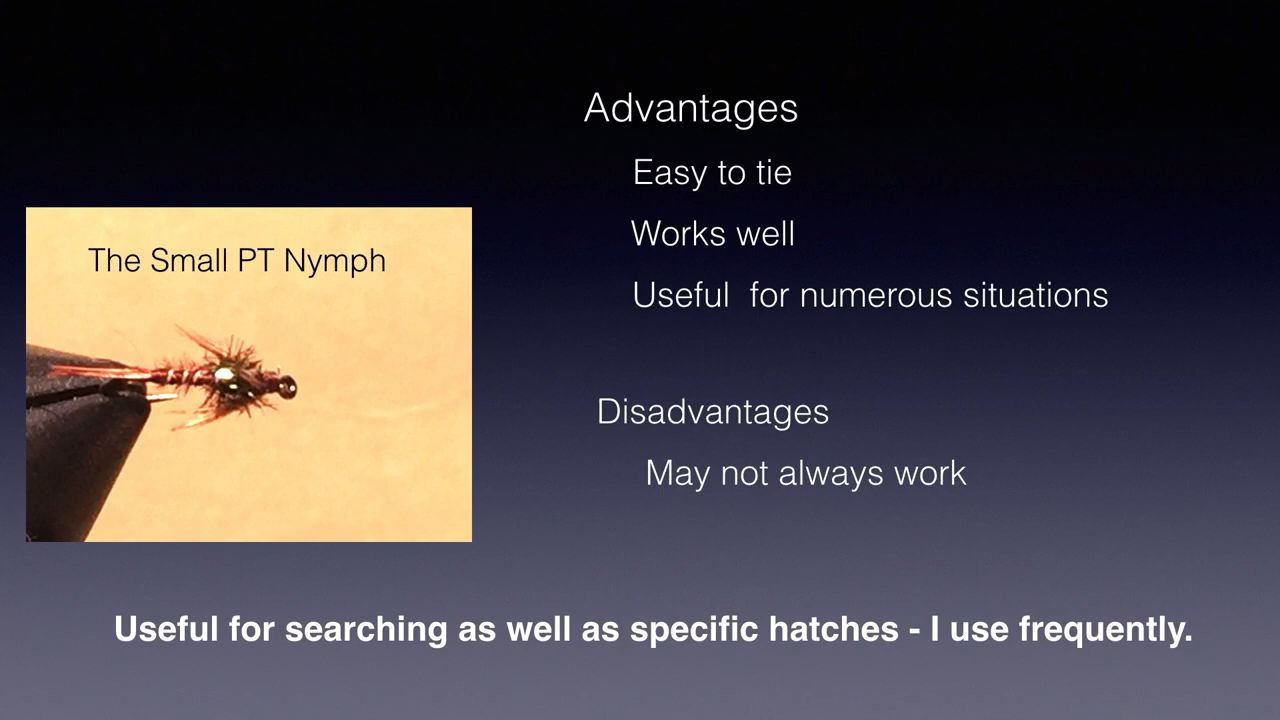 The Small PT Nymph
Advantages
Easy to tie
Works well
Useful  for numerous situations
Disadvantages
May not always work
Useful for searching as well as specific hatches - I use frequently.